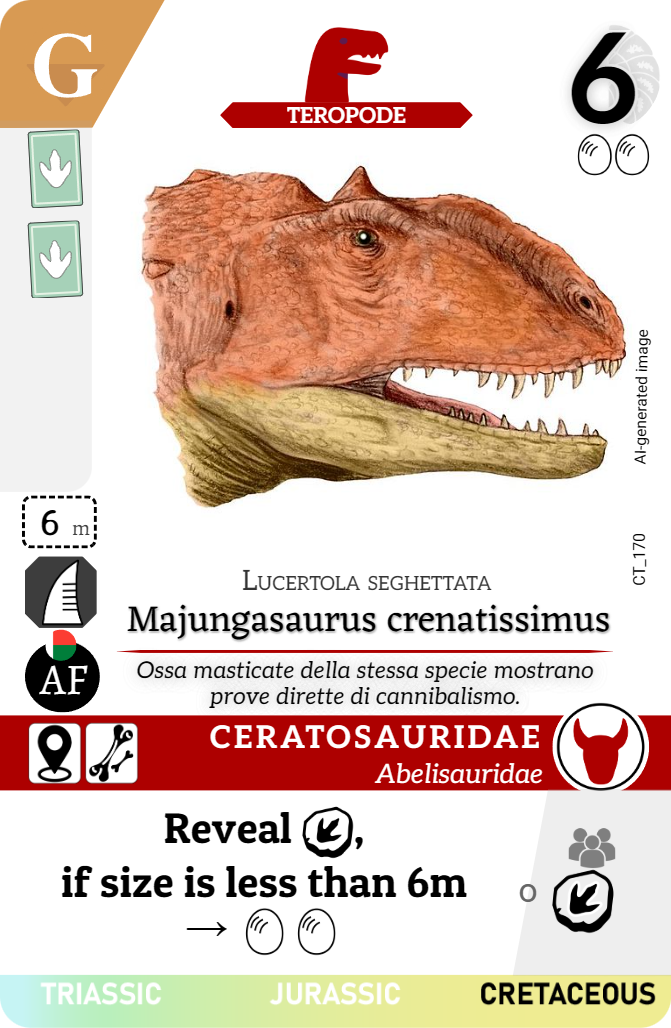 G
TEROPODE
6
AI-generated image
CT_170
6 m
AF
LUCERTOLA SEGHETTATA
Majungasaurus crenatissimus
Ossa masticate della stessa specie mostrano
prove dirette di cannibalismo.
CERATOSAURIDAE
Abelisauridae
Reveal ,
if size is less than 6m
→
o
TRIASSIC JURASSIC CRETACEOUS